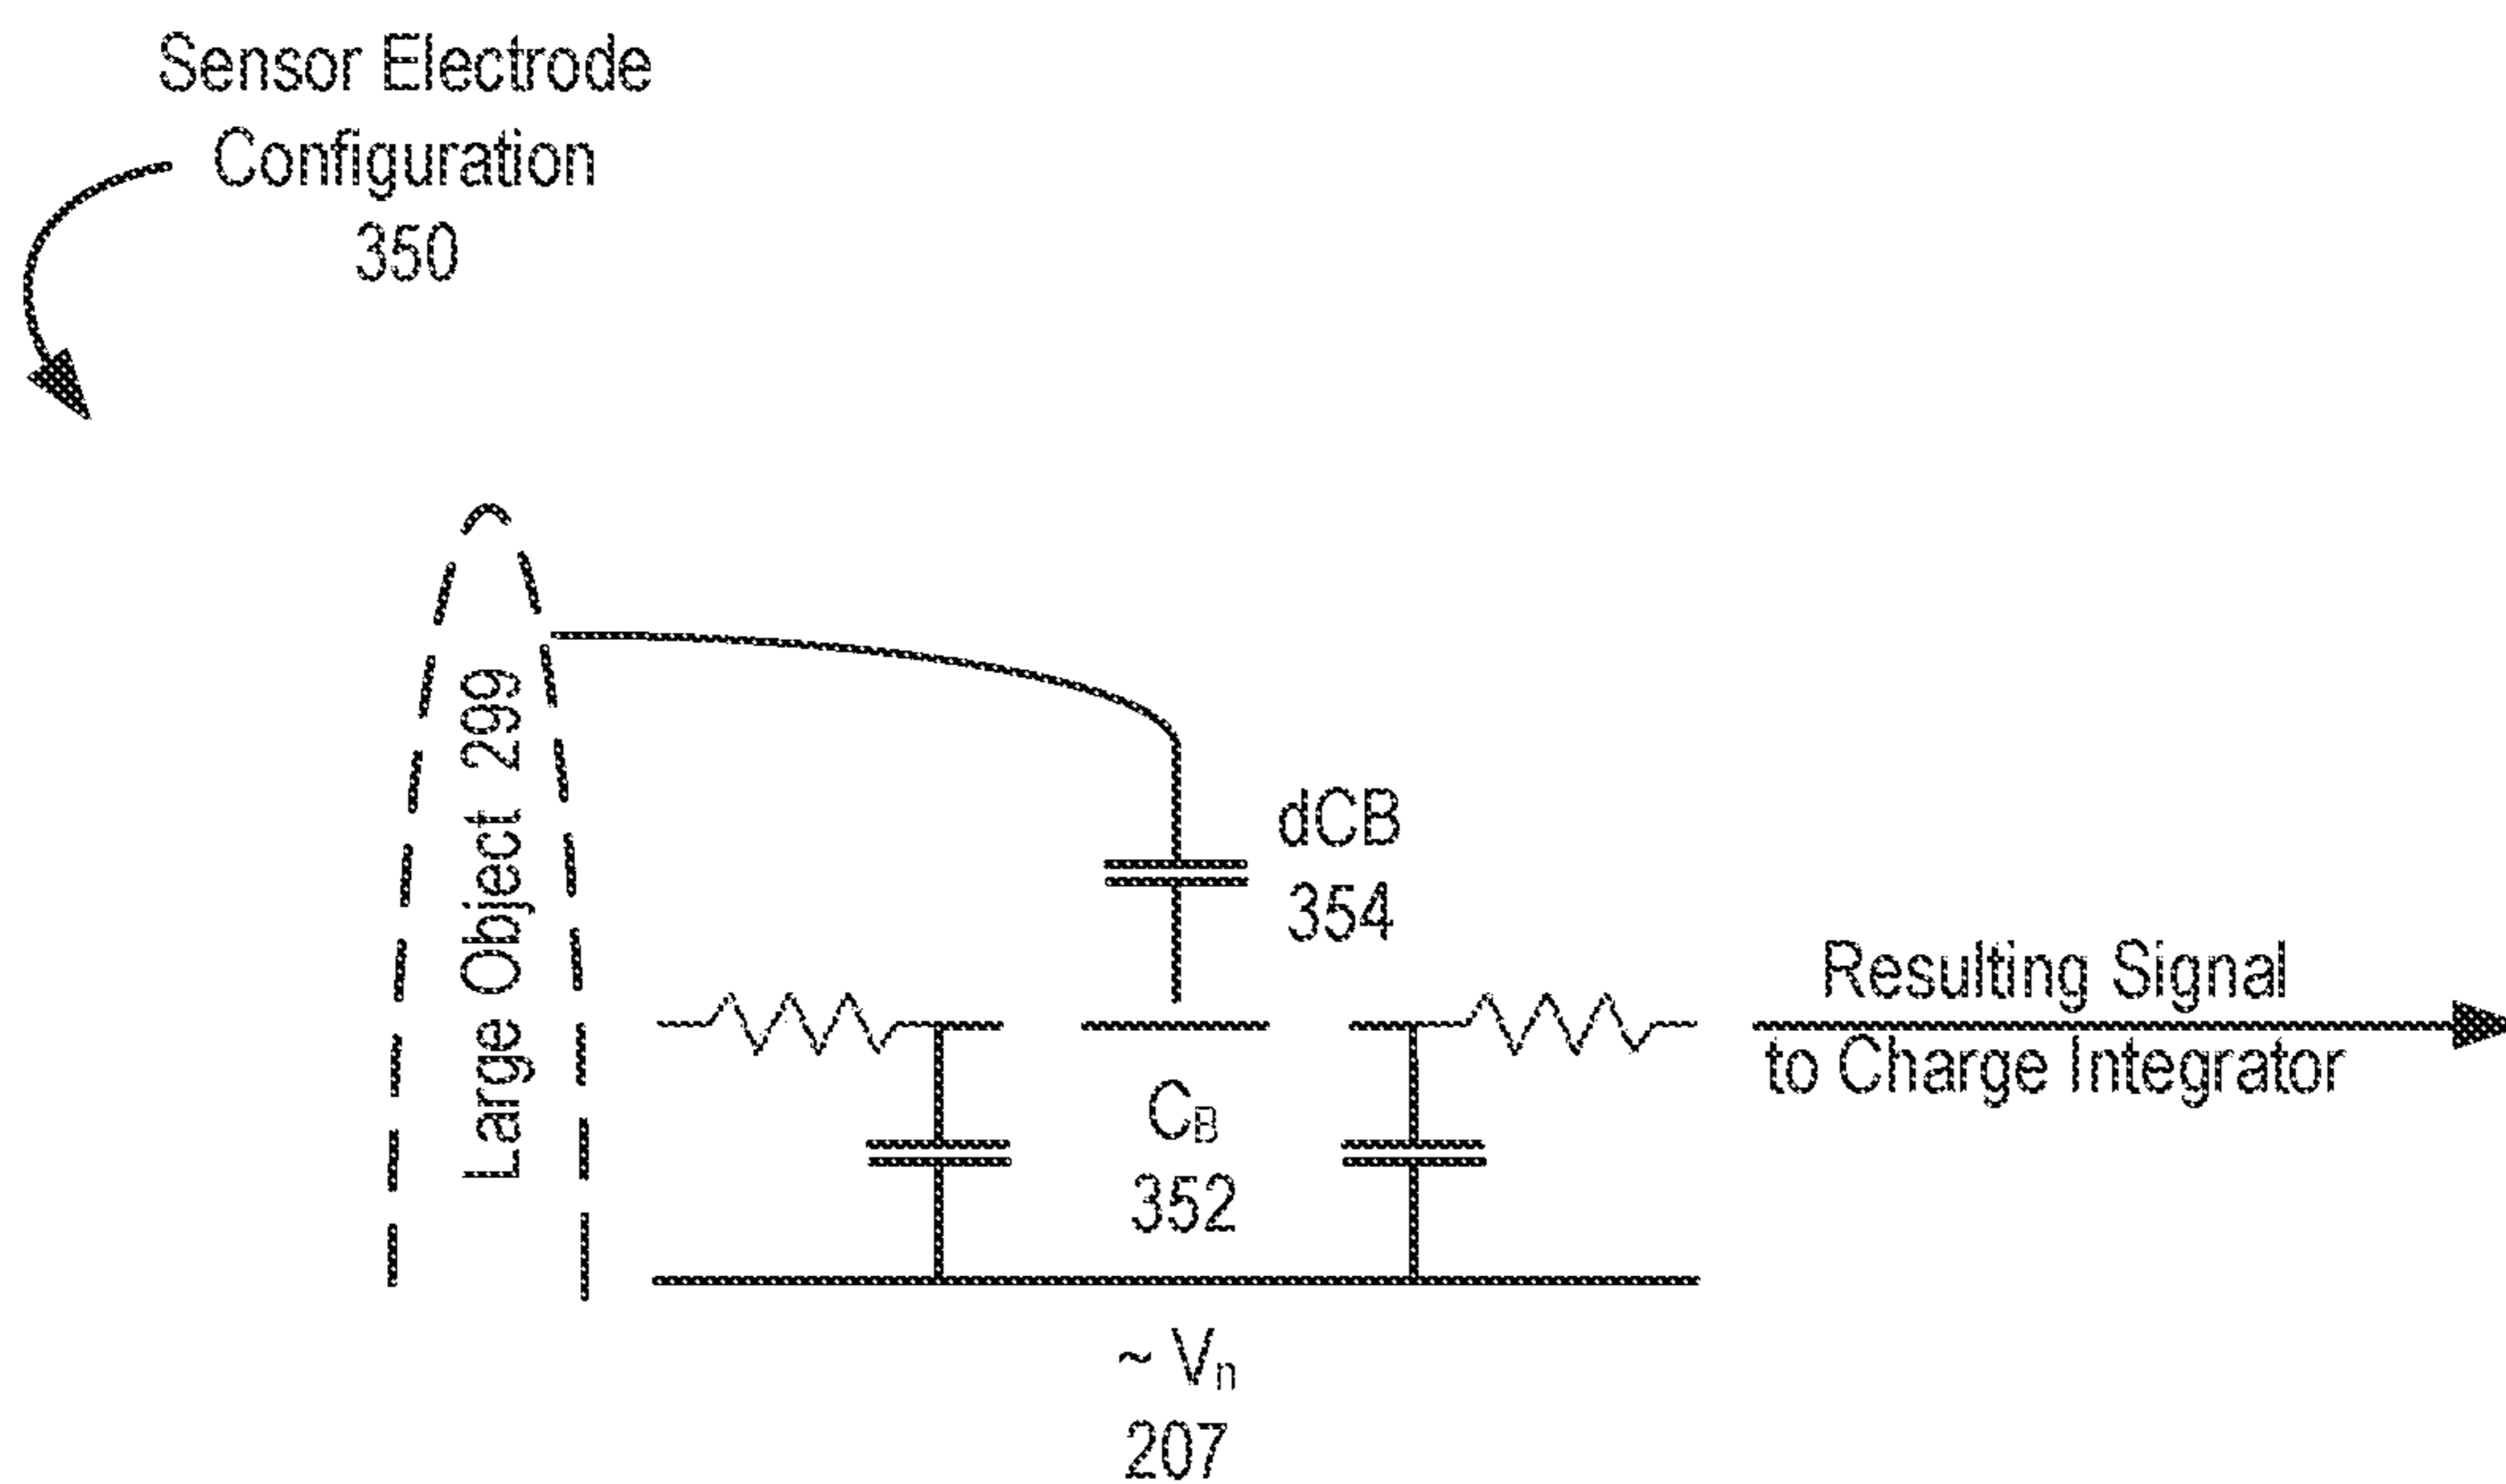 Sensor Electrode
Configuration
350
Large Object 299
dCB
354
Resulting Signal
to Charge Integrator
CB
352
~ Vn
207